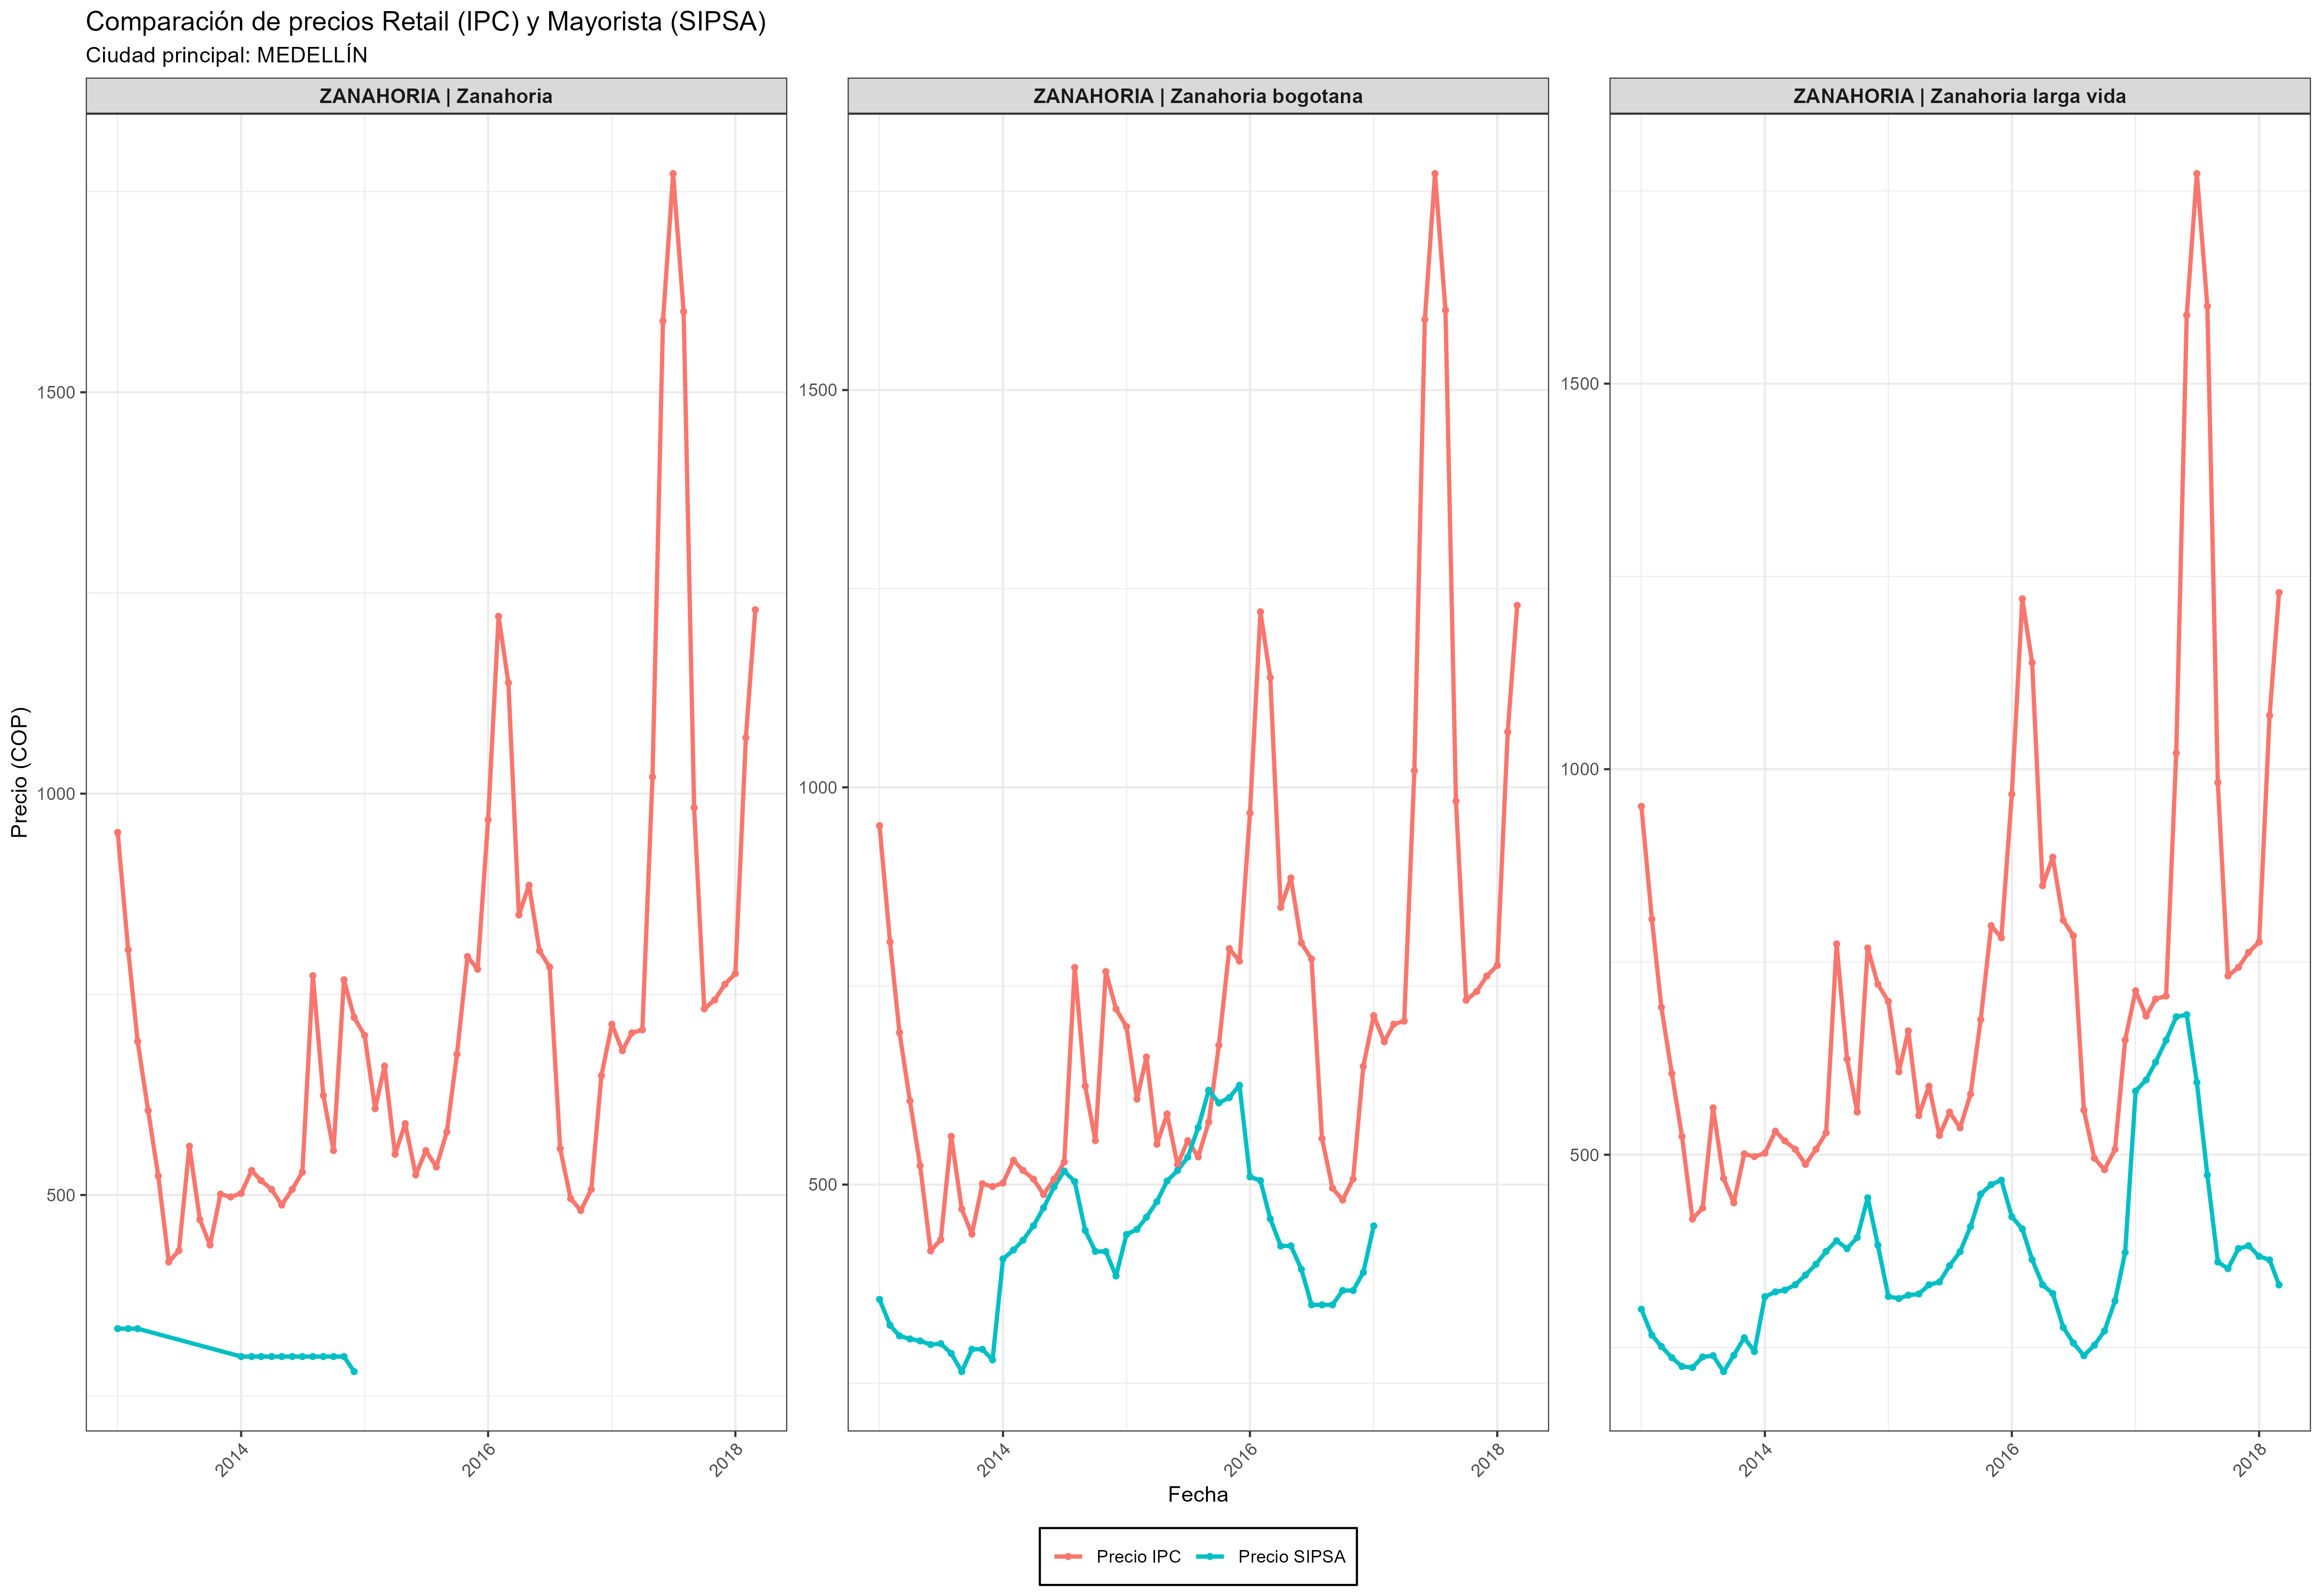 Comparación de precios Retail (IPC) y Mayorista (SIPSA)
Ciudad principal: MEDELLÍN
ZANAHORIA | Zanahoria
ZANAHORIA | Zanahoria bogotana
ZANAHORIA | Zanahoria larga vida
Precio (COP)
1500
1000
500
1500
1000
500
1500
1000
500
2014
2016
2018
2014
2016
2018
2014
2016
2018
Fecha
Precio IPC
Precio SIPSA